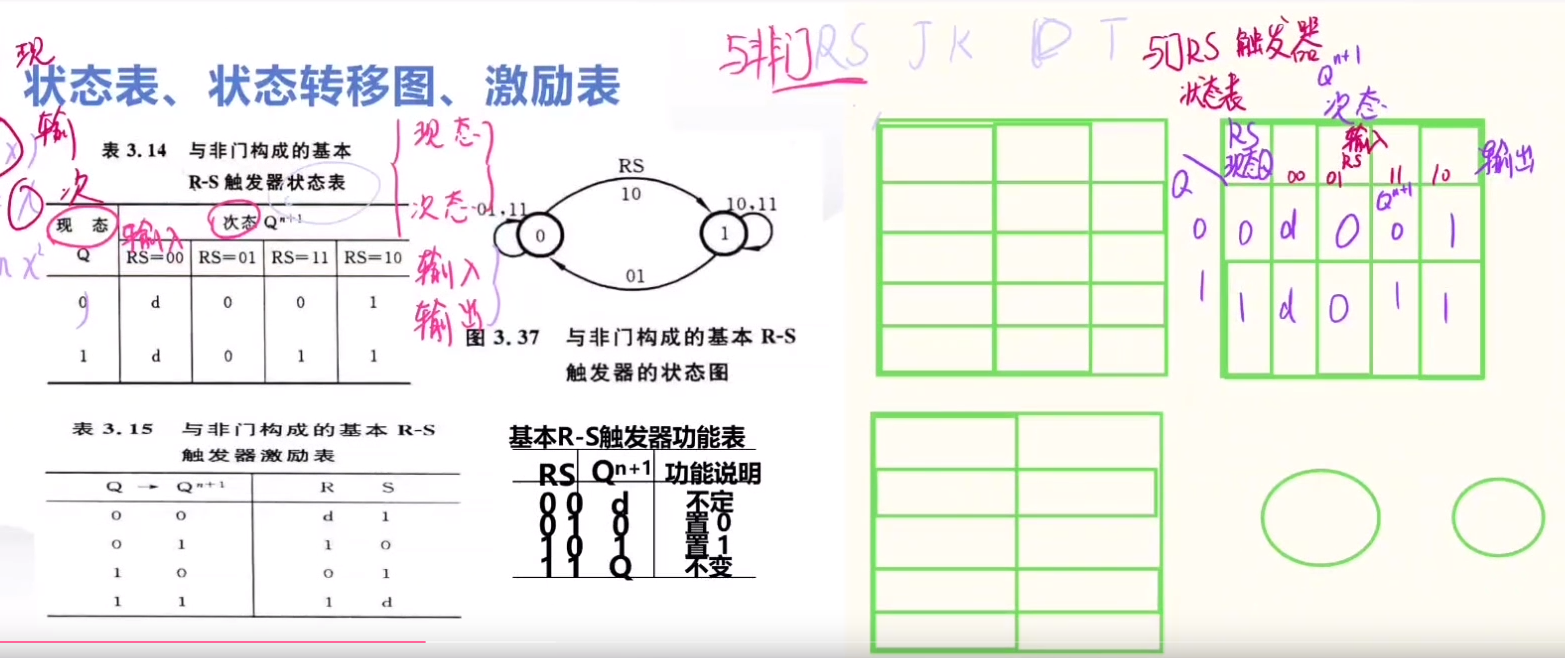 与非门 RS JK D T
与门RS 触发器
状态表
Q^n+1
次态
现
状态表、状态转移图、激励表
输
次
表 3.14 与非门构成的基本
R-S 触发器状态表
现 态 次态 Q^n+1
输入
Q RS=00 RS=01 RS=11 RS=10
0 d 0 0 1
1 d 0 1 1
现态
次态
输入
输出
RS
10
01,11
10,11
0
1
01
图 3.37 与非门构成的基本 R-S
触发器的状态图
表 3.15 与非门构成的基本 R-S
触发器激励表
Q → Q^n+1 R S
0 0 d 1
0 1 1 0
1 0 0 1
1 1 1 d
基本R-S触发器功能表
RS Q^n+1 功能说明
0 0 d 不定
0 1 0 置 0
1 0 1 置 1
1 1 Q 不变
RS 输入 输出
现态Q 00 01 RS 11 10
Q Q^n+1
0 0 d 0 0 1
1 1 d 0 1 1